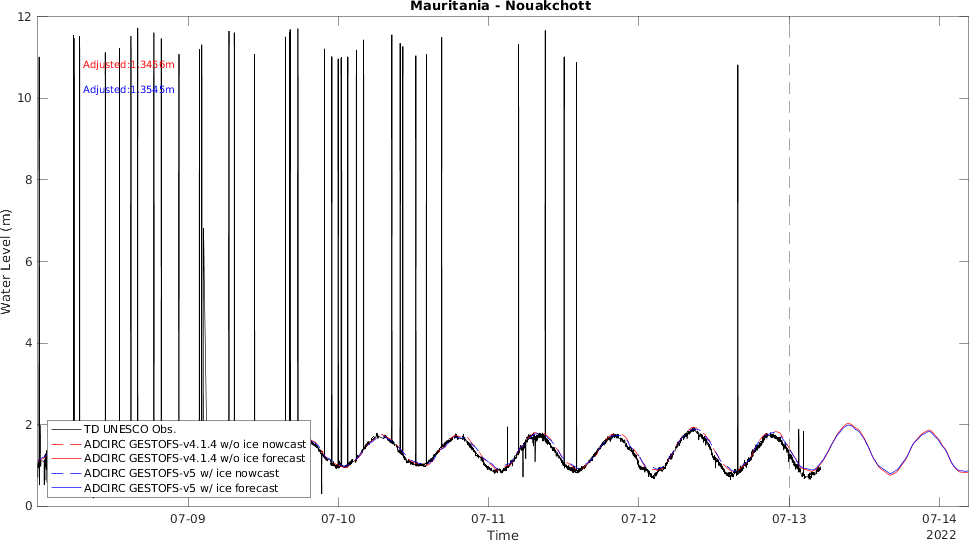 Mauritania - Nouakchott
12
10
8
6
4
2
0
Water Level (m)
Adjusted:1.3456m
Adjusted:1.3545m
TD UNESCO Obs.
ADCIRC GESTOFS-v4.1.4 w/o ice nowcast
ADCIRC GESTOFS-v4.1.4 w/o ice forecast
ADCIRC GESTOFS-v5 w/ ice nowcast
ADCIRC GESTOFS-v5 w/ ice forecast
07-09
07-10
07-11
07-12
07-13
07-14
Time
2022